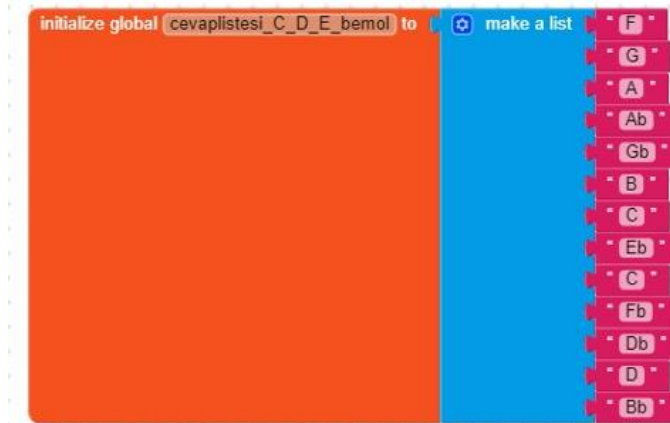 initialize global cevaplistesi_C_D_E_bemol to make a list " F "
" G "
" A "
" Ab "
" Gb "
" B "
" C "
" Eb "
" C "
" Fb "
" Db "
" D "
" Bb "